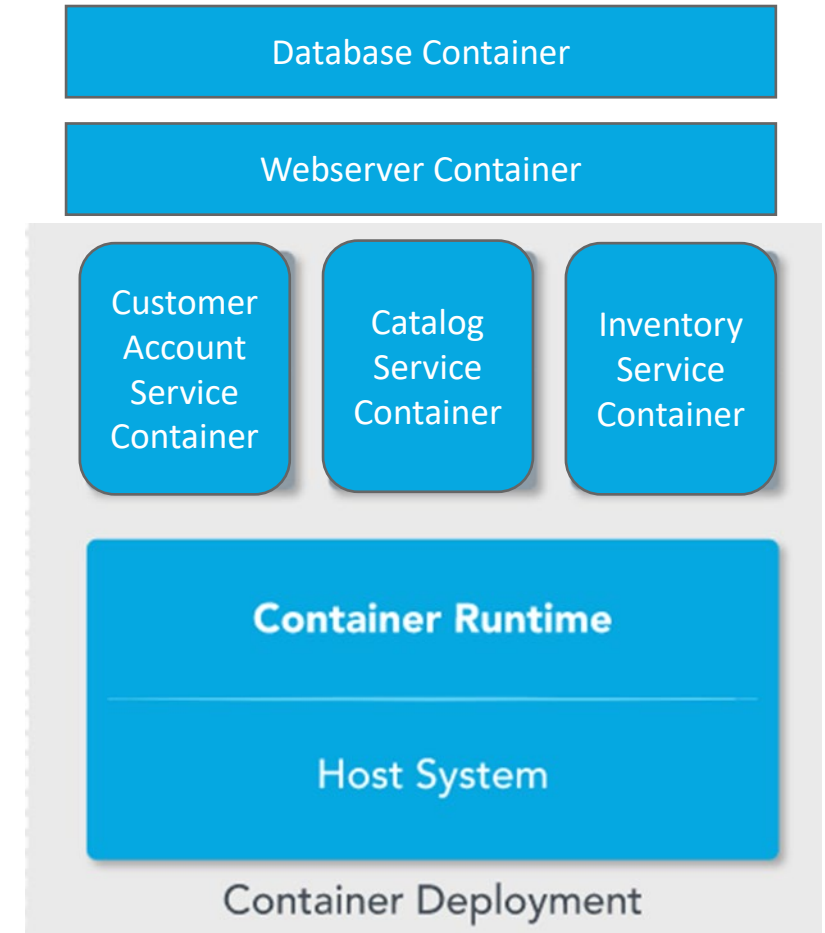 Database Container
Webserver Container
Customer
Account
Service
Container
Catalog
Service
Container
Inventory
Service
Container
Container Runtime
Host System
Container Deployment